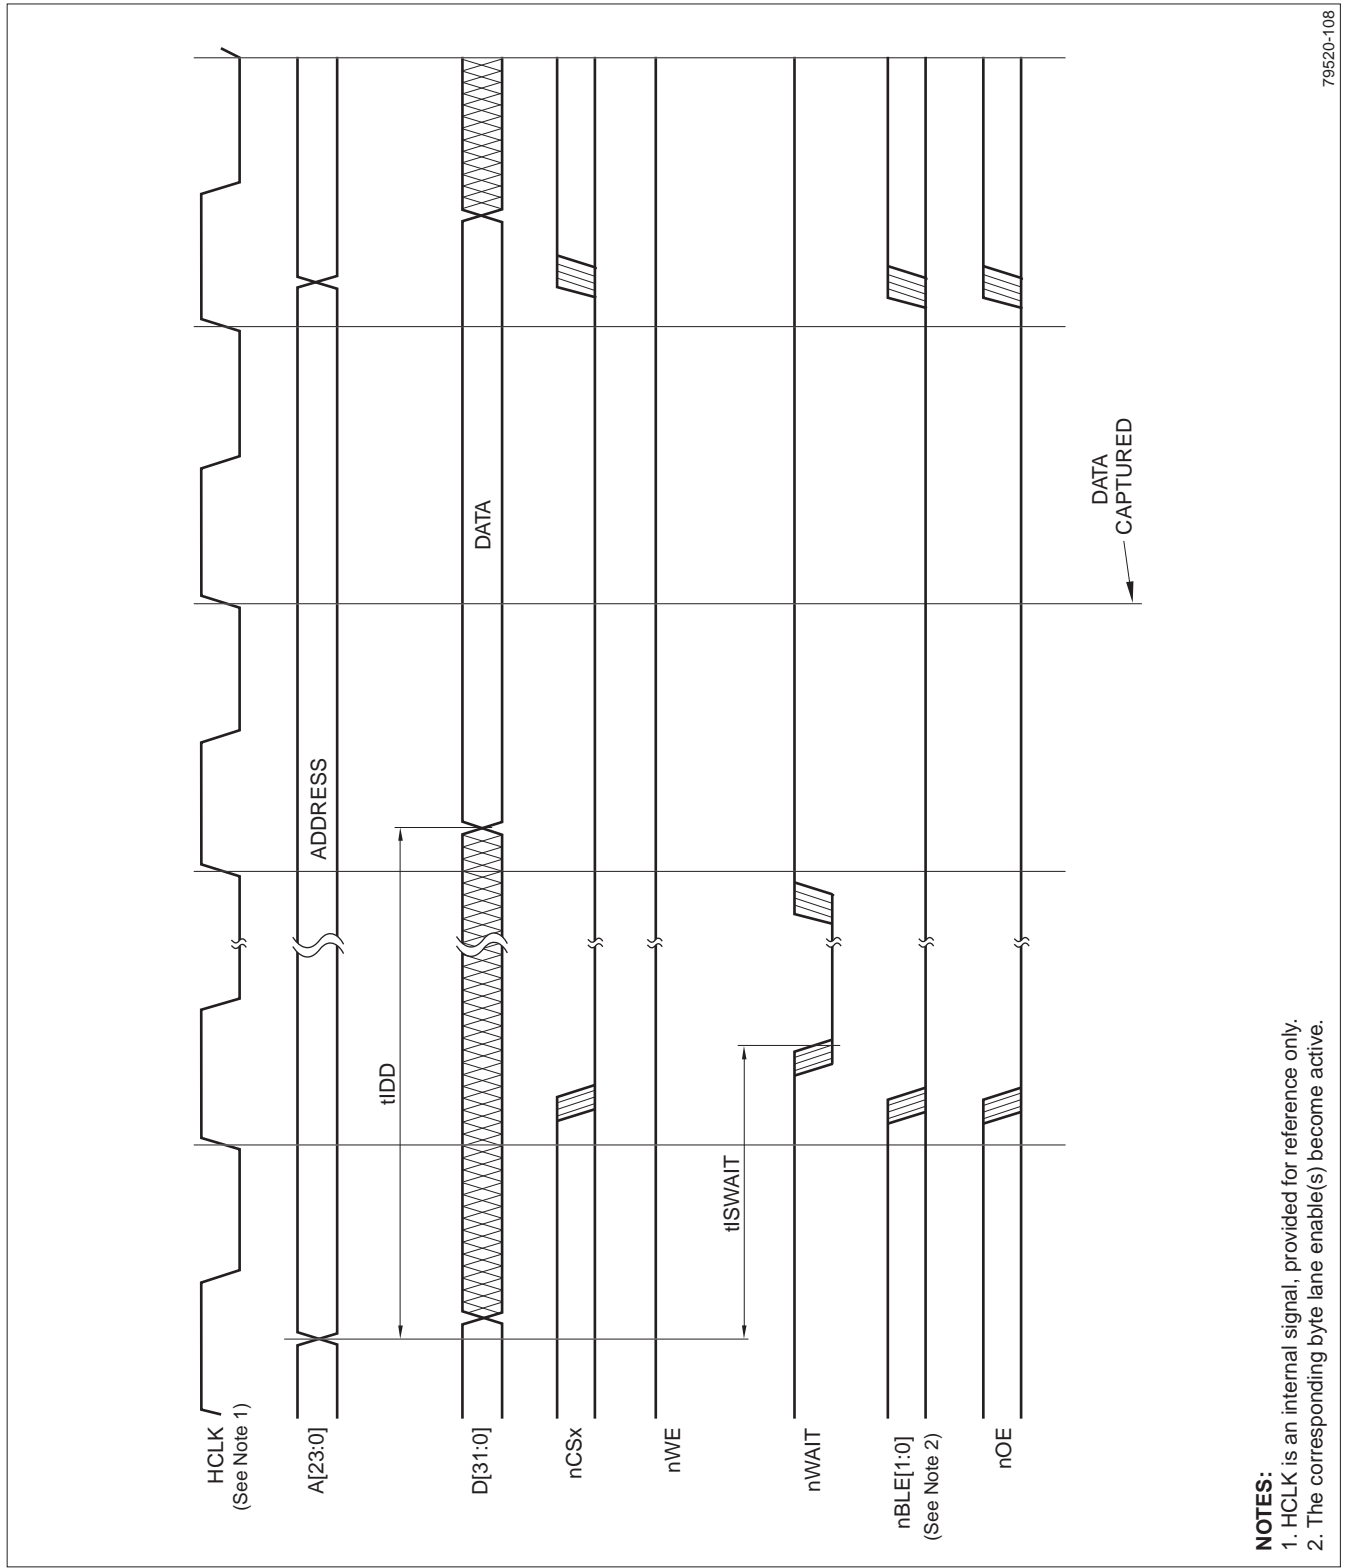 HCLK
(See Note 1)
A[23:0]
ADDRESS
tIDD
D[31:0]
DATA
nCSx
nWE
tISWAIT
nWAIT
nBLE[1:0]
(See Note 2)
nOE
DATA
CAPTURED
NOTES:
1. HCLK is an internal signal, provided for reference only.
2. The corresponding byte lane enable(s) become active.
79520-108